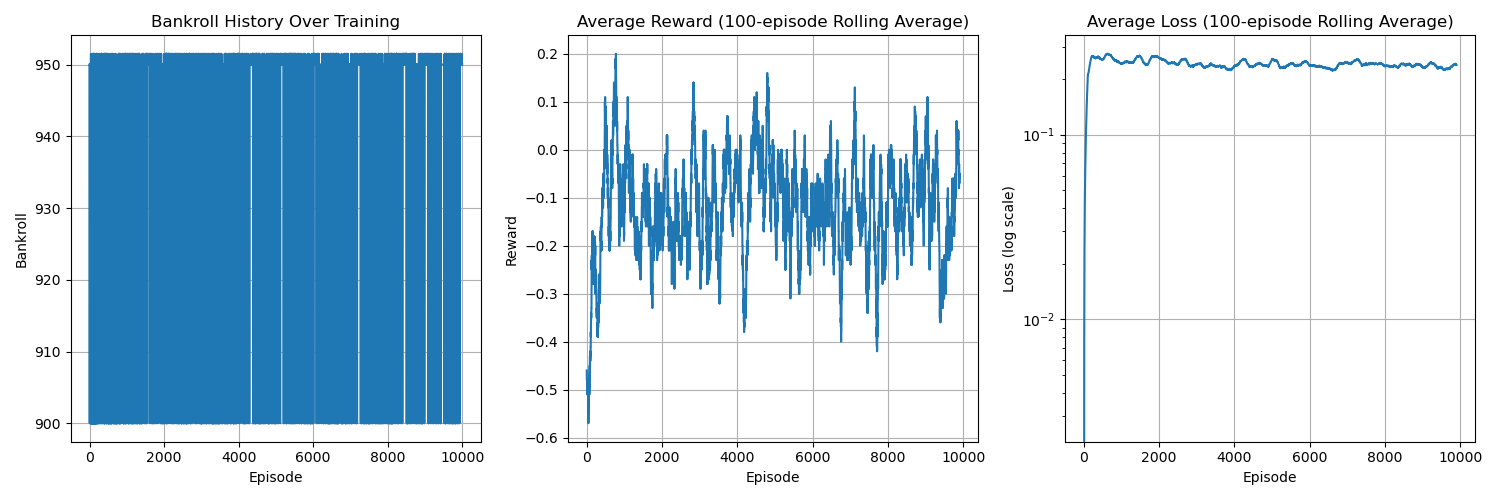 Bankroll History Over Training
Average Reward (100-episode Rolling Average)
Average Loss (100-episode Rolling Average)
Bankroll
950
940
930
920
910
900
0 2000 4000 6000 8000 10000
Episode
Reward
0.2
0.1
0.0
−0.1
−0.2
−0.3
−0.4
−0.5
−0.6
0 2000 4000 6000 8000 10000
Episode
Loss (log scale)
10⁻¹
10⁻²
0 2000 4000 6000 8000 10000
Episode